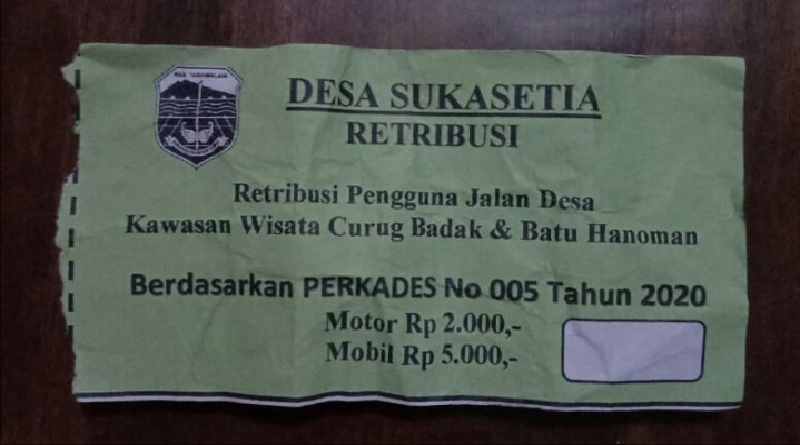 DESA SUKASETIA
RETRIBUSI
Retribusi Pengguna Jalan Desa
Kawasan Wisata Curug Badak & Batu Hanoman
Berdasarkan PERKADES No 005 Tahun 2020
Motor Rp 2.000,-
Mobil Rp 5.000,-